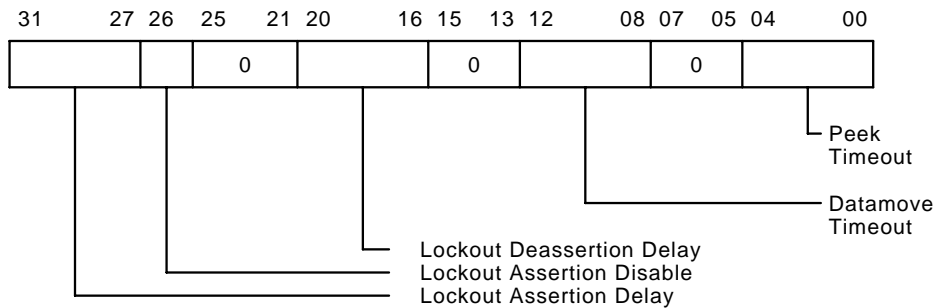 31 27 26 25 21 20 16 15 13 12 08 07 05 04 00
0 0 0
Peek
Timeout
Datamove
Timeout
Lockout Deassertion Delay
Lockout Assertion Disable
Lockout Assertion Delay